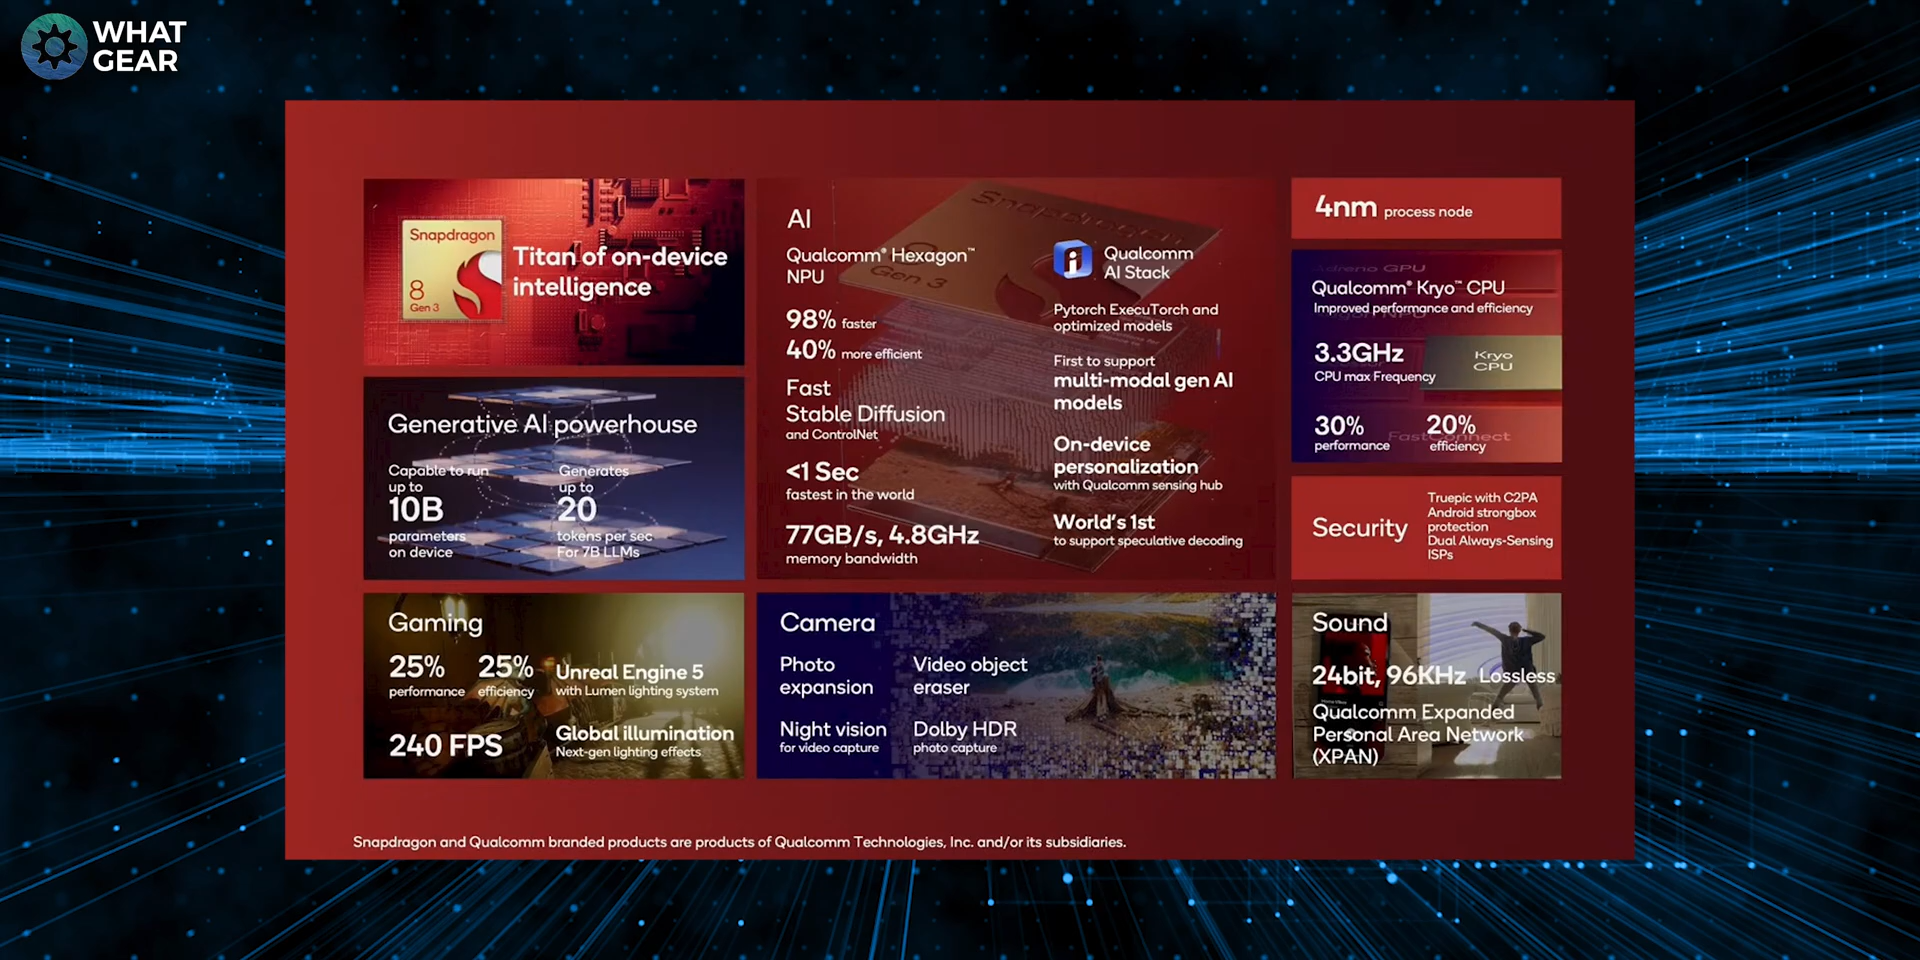 WHAT
GEAR
Snapdragon
8
Gen 3
Titan of on-device
intelligence
Generative AI powerhouse
Capable to run
up to
10B
parameters
on device
Generates
up to
20
tokens per sec
For 7B LLMs
AI
Qualcomm® Hexagon™
NPU
98% faster
40% more efficient
Fast
Stable Diffusion
and ControlNet
<1 Sec
fastest in the world
77GB/s, 4.8GHz
memory bandwidth
Snapdragon
8
Gen 3
Qualcomm
AI Stack
Pytorch ExecuTorch and
optimized models
First to support
multi-modal gen AI
models
On-device
personalization
with Qualcomm sensing hub
World's 1st
to support speculative decoding
4nm process node
Adreno GPU
Qualcomm® Kryo™ CPU
Improved performance and efficiency
3.3GHz
CPU max Frequency
Kryo
CPU
30%
performance
20%
efficiency
FastConnect
Security
Truepic with C2PA
Android strongbox
protection
Dual Always-Sensing
ISPs
Gaming
25%
performance
25%
efficiency
240 FPS
Unreal Engine 5
with Lumen lighting system
Global illumination
Next-gen lighting effects
Camera
Photo
expansion
Video object
eraser
Night vision
for video capture
Dolby HDR
photo capture
Sound
24bit, 96KHz Lossless
Qualcomm Expanded
Personal Area Network
(XPAN)
Snapdragon and Qualcomm branded products are products of Qualcomm Technologies, Inc. and/or its subsidiaries.